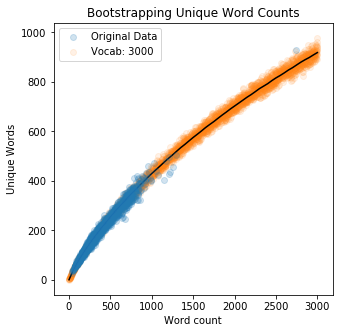 Bootstrapping Unique Word Counts
Original Data
Vocab: 3000
1000
800
600
400
200
0
Unique Words
0
500
1000
1500
2000
2500
3000
Word count